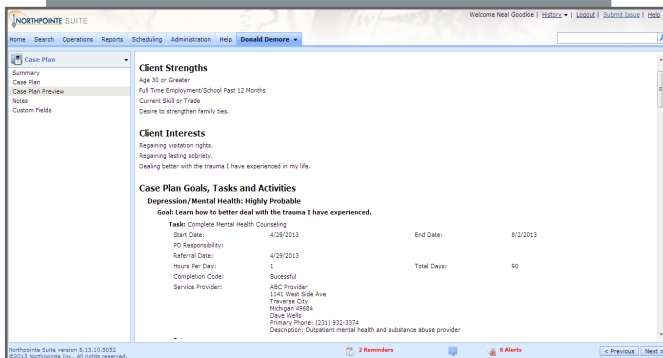 NORTHPOINTE SUITE
Welcome Neal Goodloe | History | Logout | Submit Issue | Help
Home Search Operations Reports Scheduling Administration Help Donald Demore
Case Plan
Summary
Case Plan
Case Plan Preview
Notes
Custom Fields
Client Strengths
Age 30 or Greater
Full Time Employment/School Past 12 Months
Current Skill or Trade
Desire to strengthen family ties.
Client Interests
Regaining visitation rights.
Regaining lasting sobriety.
Dealing better with the trauma I have experienced in my life.
Case Plan Goals, Tasks and Activities
Depression/Mental Health: Highly Probable
Goal: Learn how to better deal with the trauma I have experienced.
Task: Complete Mental Health Counseling
Start Date: 4/29/2013 End Date: 8/2/2013
PO Responsibility:
Referral Date: 4/29/2013
Hours Per Day: 1 Total Days: 90
Completion Code: Sucessful
Service Provider: ABC Provider
1141 West Side Ave
Traverse City
Michigan 49684
Dave Wells
Primary Phone: (231) 932-3374
Description: Outpatient mental health and substance abuse provider
Northpointe Suite version 8.13.10.5052
©2013 Northpointe Inc., All rights reserved.
2 Reminders
8 Alerts
< Previous Next >